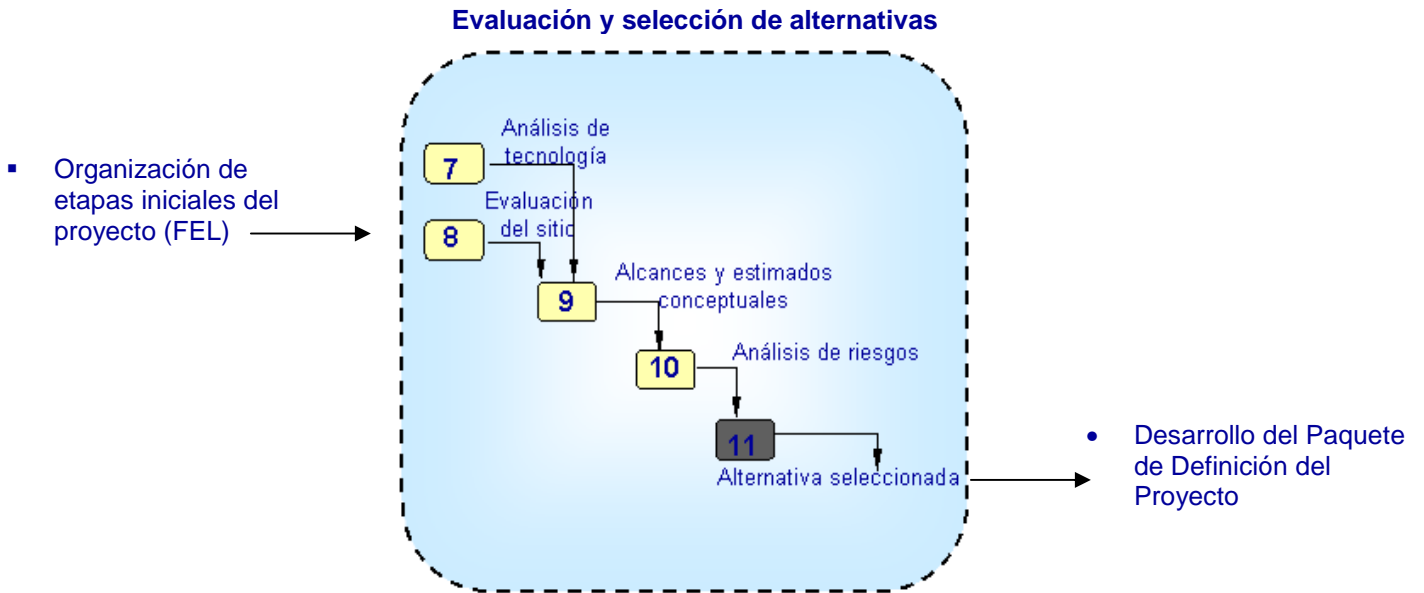 Evaluación y selección de alternativas
▪ Organización de
etapas iniciales del
proyecto (FEL)
7
Análisis de
tecnología
8
Evaluación
del sitio
9
Alcances y estimados
conceptuales
10
Análisis de riesgos
11
Alternativa seleccionada
• Desarrollo del Paquete
de Definición del
Proyecto